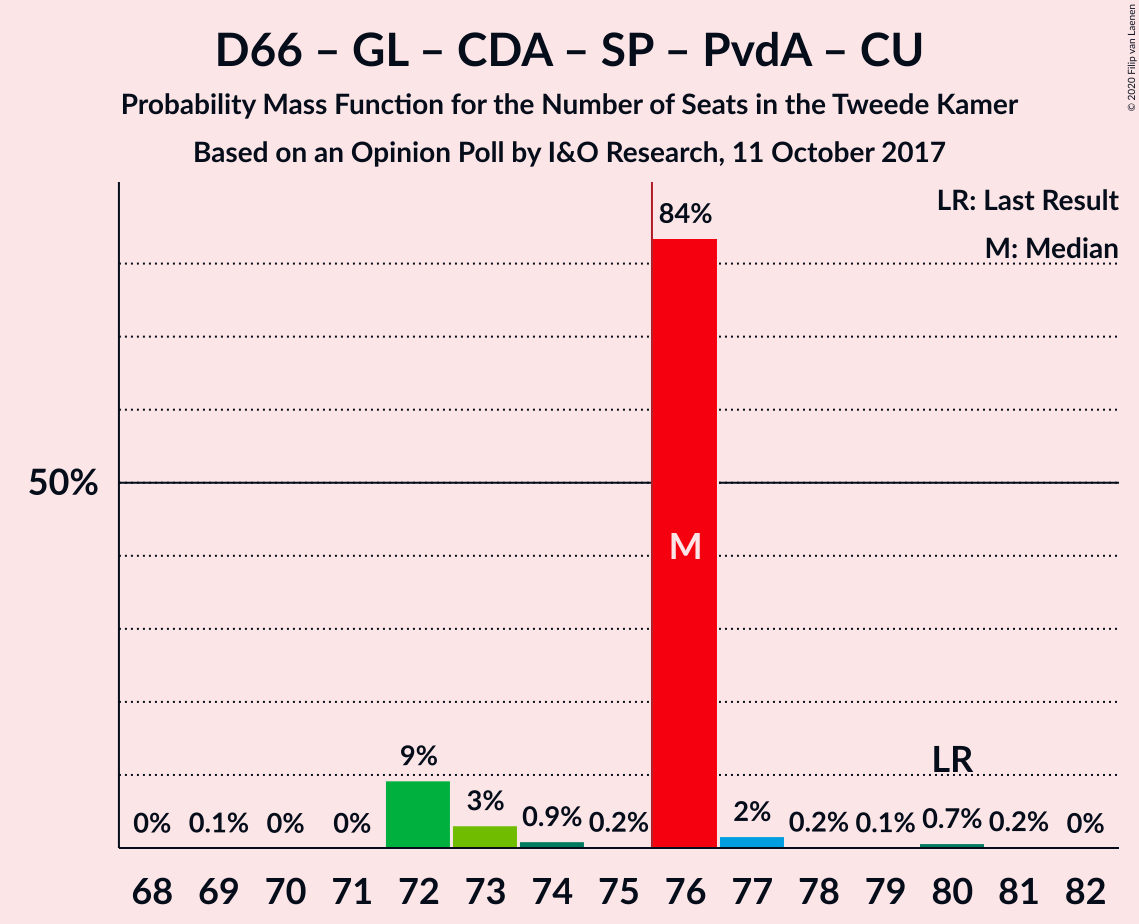 D66 – GL – CDA – SP – PvdA – CU
Probability Mass Function for the Number of Seats in the Tweede Kamer
Based on an Opinion Poll by I&O Research, 11 October 2017
© 2020 Filip van Laenen
LR: Last Result
M: Median
84%
50%
M
LR
9%
3%
2%
0% 0.1% 0% 0% 0.9% 0.2% 0.2% 0.1% 0.7% 0.2% 0%
68 69 70 71 72 73 74 75 76 77 78 79 80 81 82